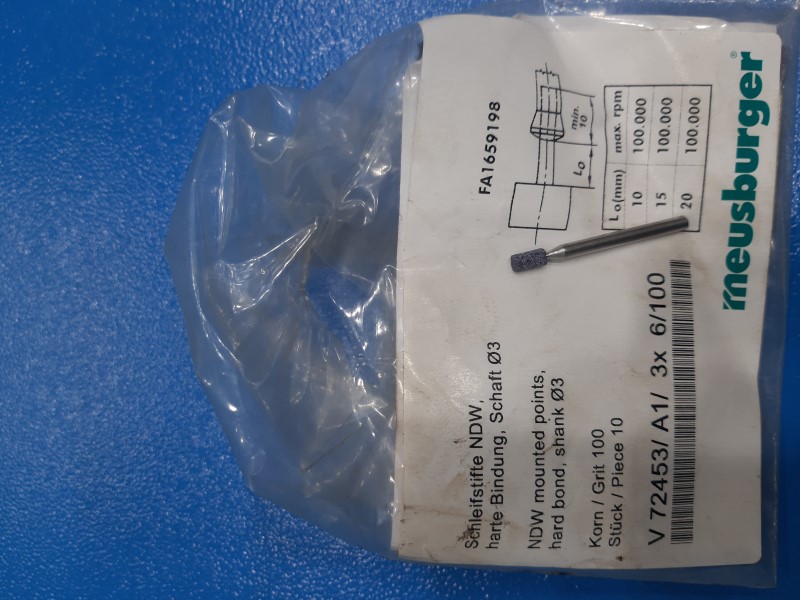 meusburger®
FA1659198
Lo
min.
10
Lo(mm) max. rpm
10 100.000
15 100.000
20 100.000
Schleifstifte NDW,
harte Bindung, Schaft Ø3
NDW mounted points,
hard bond, shank Ø3
Korn / Grit 100
Stück / Piece 10
V 72453/ A1/ 3x 6/100